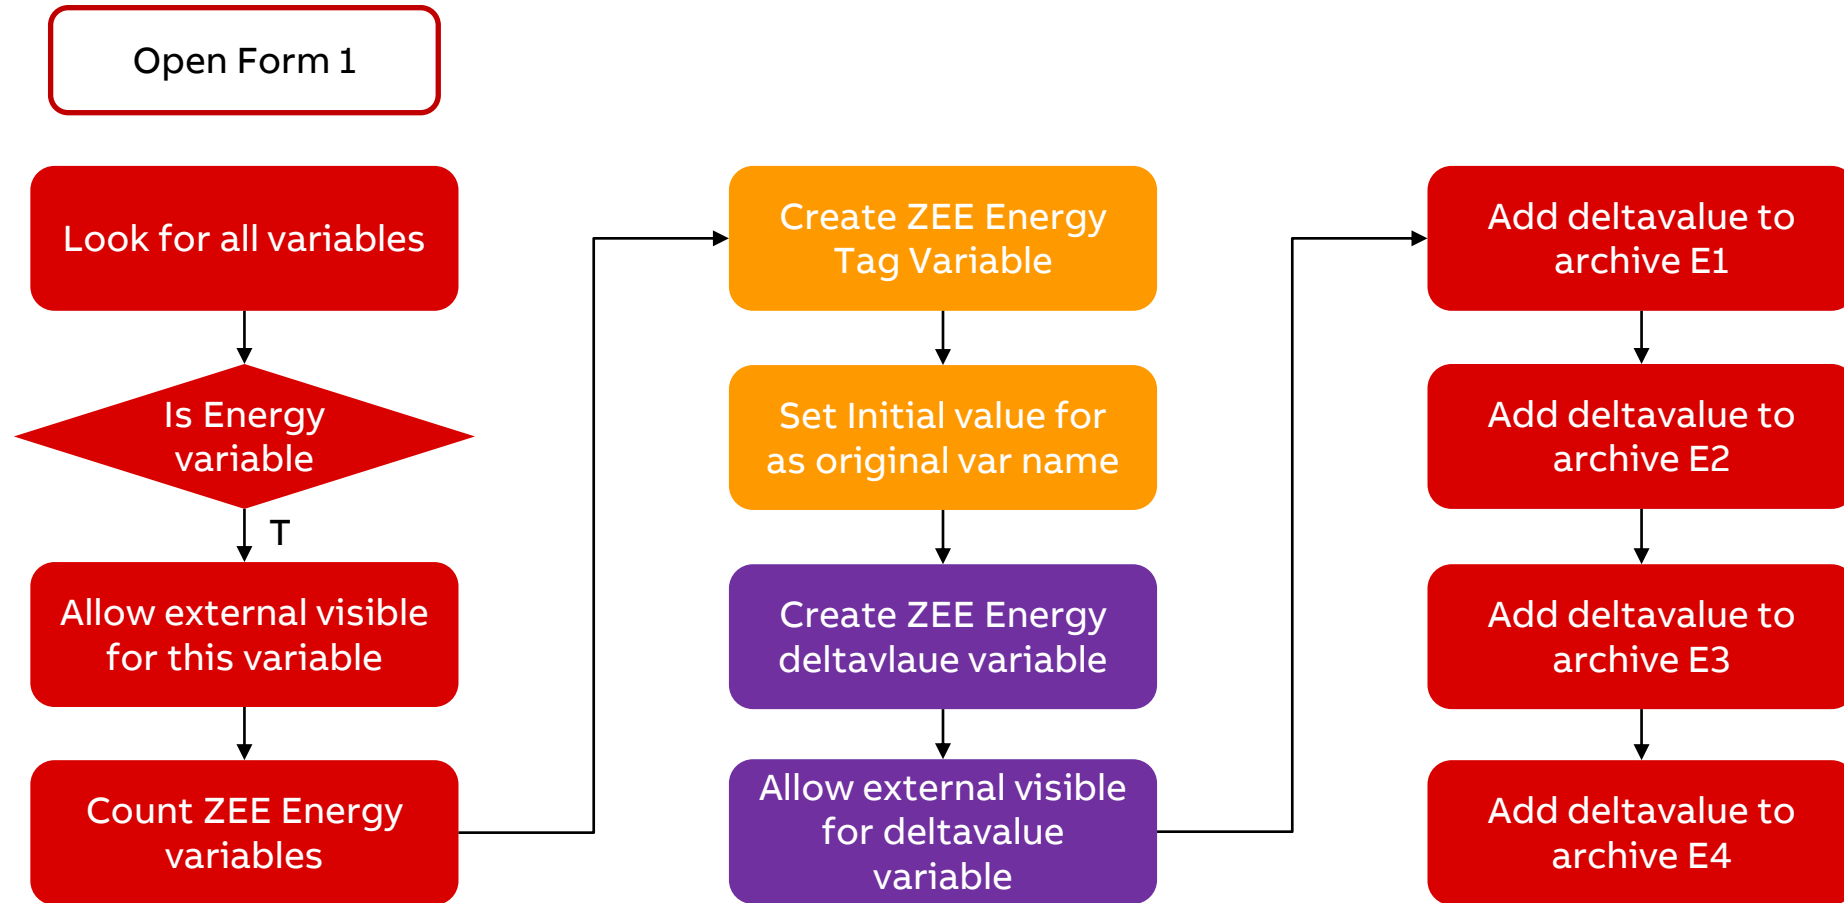 Open Form 1
Look for all variables
Is Energy
variable
T
Allow external visible
for this variable
Count ZEE Energy
variables
Create ZEE Energy
Tag Variable
Set Initial value for
as original var name
Create ZEE Energy
deltavlaue variable
Allow external visible
for deltavalue
variable
Add deltavalue to
archive E1
Add deltavalue to
archive E2
Add deltavalue to
archive E3
Add deltavalue to
archive E4